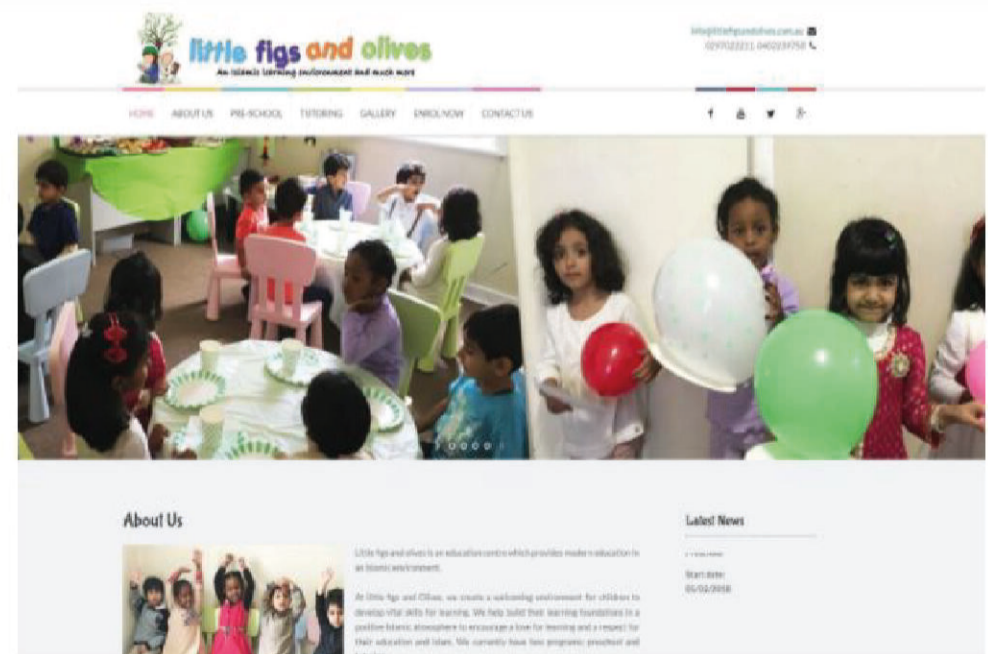 little figs and olives
An Islamic learning environment and much more
info@littlefigsandolives.com.au
0297022211 0402239758
HOME ABOUT US PRE-SCHOOL TUTORING GALLERY ENROL NOW CONTACT US
About Us
Little figs and olives is an education centre which provides modern education in
an Islamic environment.
At little figs and Olives, we create a welcoming environment for children to
develop vital skills for learning. We help build their learning foundations in a
positive Islamic atmosphere to encourage a love for learning and a respect for
their education and Islam. We currently have two programs: preschool and
Latest News
Start date:
01/02/2018